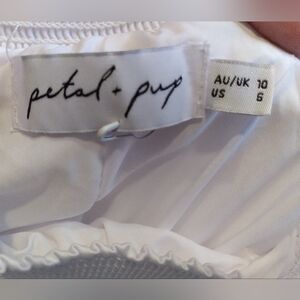 petal + pup
AU/UK 10
US 6